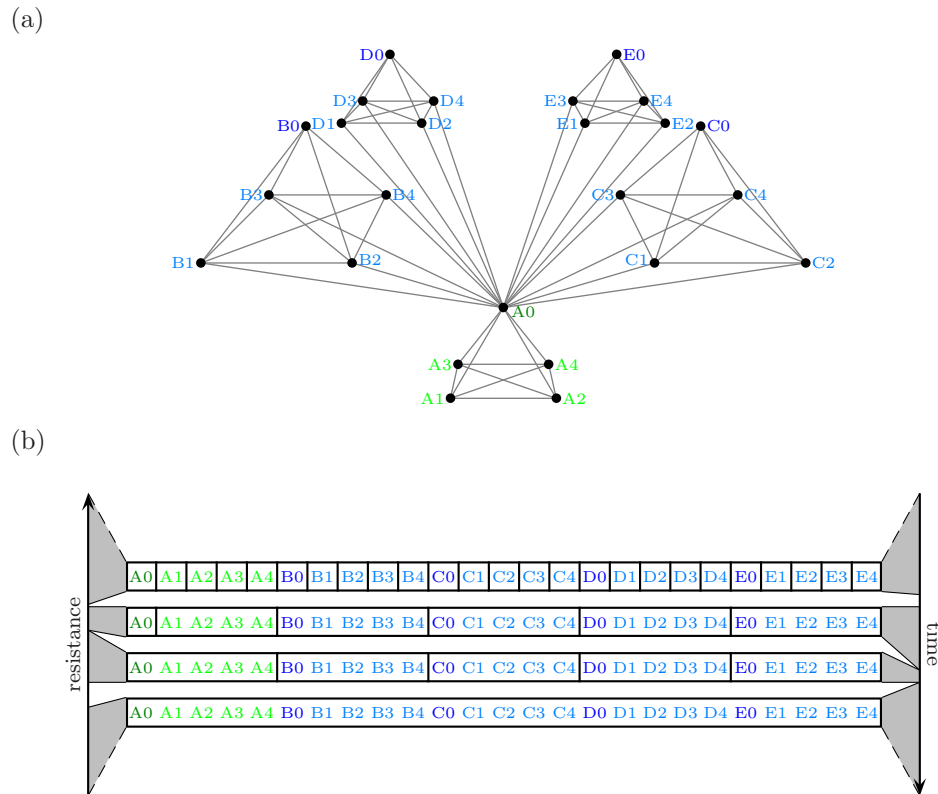 (a)
D0 E0
D3 D4 E3 E4
B0 D1 D2 E1 E2 C0
B3 B4 C3 C4
B1 B2 C1 C2
A0
A3 A4
A1 A2
(b)
resistance
A0 A1 A2 A3 A4 B0 B1 B2 B3 B4 C0 C1 C2 C3 C4 D0 D1 D2 D3 D4 E0 E1 E2 E3 E4
A0 A1 A2 A3 A4 B0 B1 B2 B3 B4 C0 C1 C2 C3 C4 D0 D1 D2 D3 D4 E0 E1 E2 E3 E4
A0 A1 A2 A3 A4 B0 B1 B2 B3 B4 C0 C1 C2 C3 C4 D0 D1 D2 D3 D4 E0 E1 E2 E3 E4
A0 A1 A2 A3 A4 B0 B1 B2 B3 B4 C0 C1 C2 C3 C4 D0 D1 D2 D3 D4 E0 E1 E2 E3 E4
time